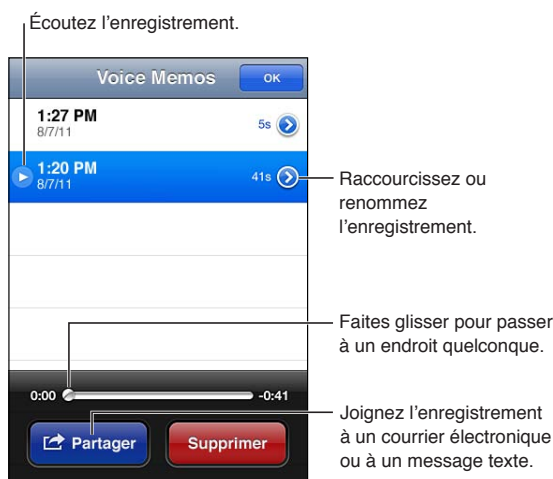 Écoutez l'enregistrement.
Voice Memos
OK
1:27 PM
8/7/11
5s
1:20 PM
8/7/11
41s
Raccourcissez ou
renommez
l'enregistrement.
Faites glisser pour passer
à un endroit quelconque.
0:00
-0:41
Partager
Supprimer
Joignez l'enregistrement
à un courrier électronique
ou à un message texte.